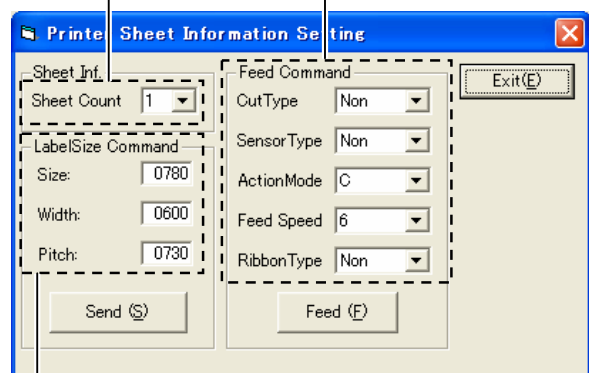 Printer Sheet Information Setting
Sheet Inf.
Sheet Count 1
LabelSize Command
Size: 0780
Width: 0600
Pitch: 0730
Send (S)
Feed Command
CutType Non
SensorType Non
ActionMode C
Feed Speed 6
RibbonType Non
Feed (F)
Exit(E)